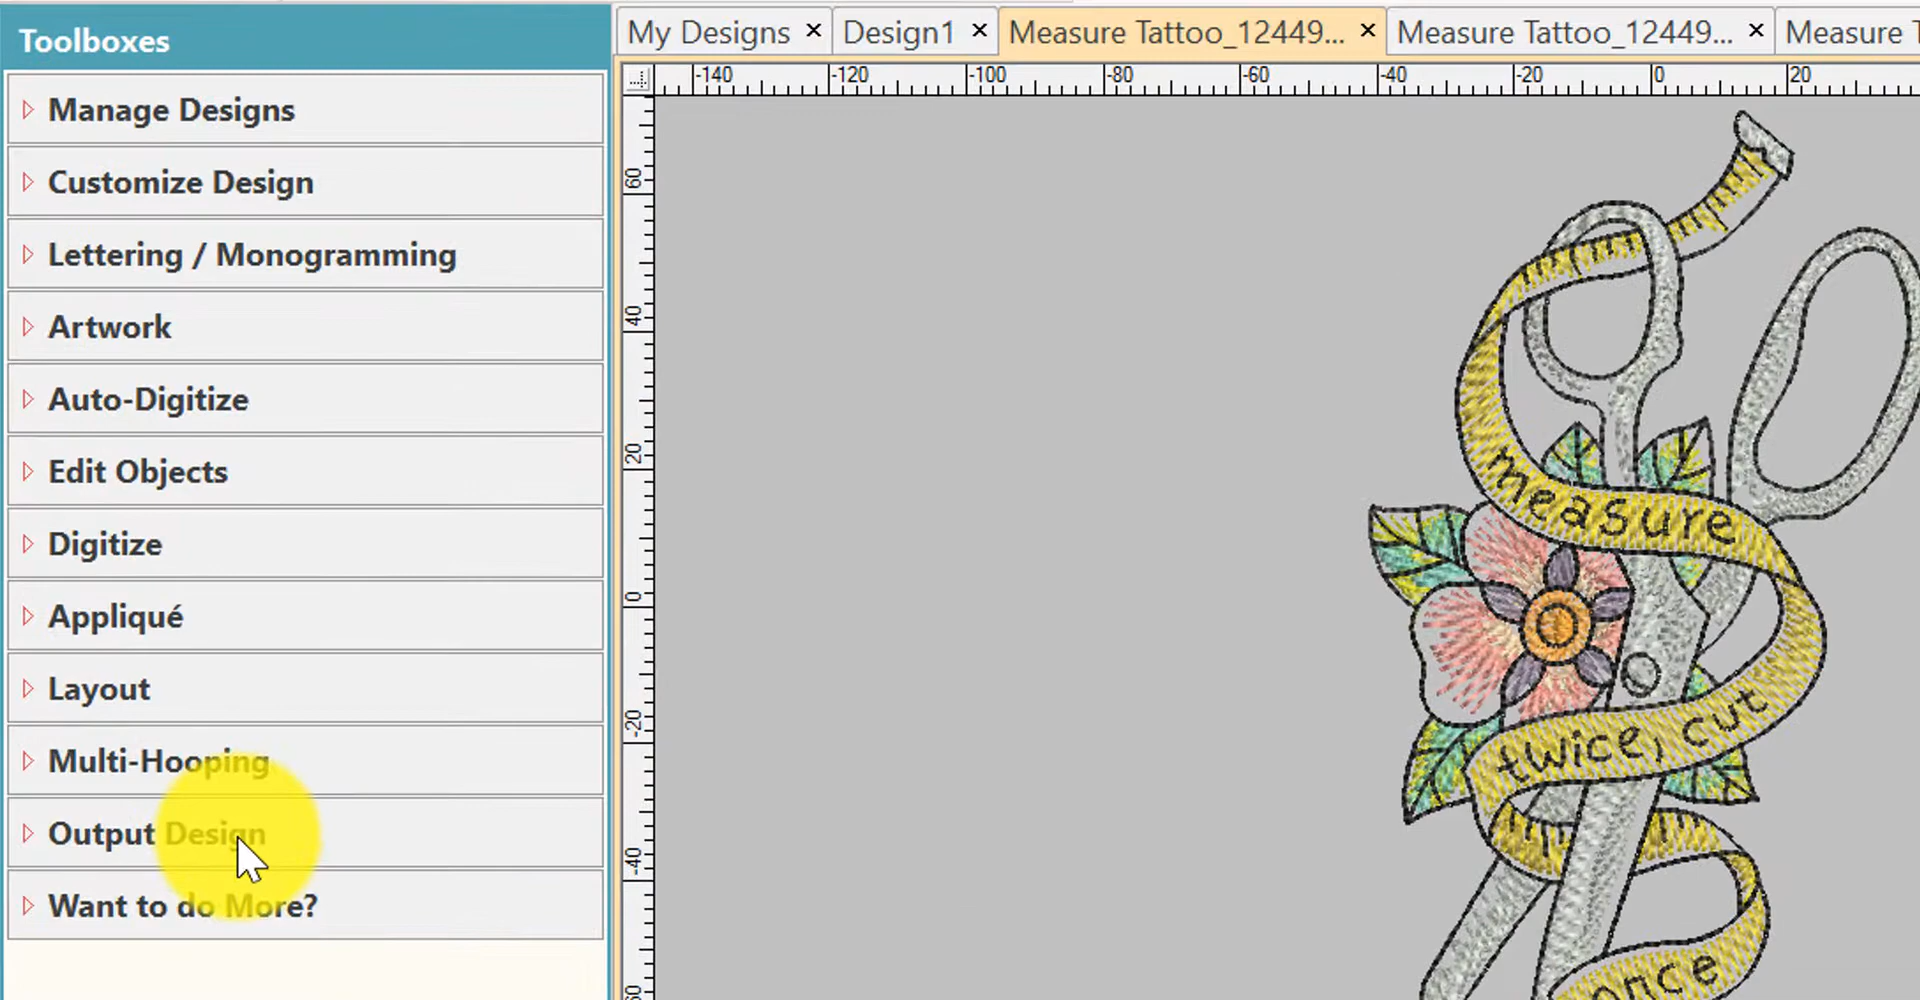 Toolboxes
Manage Designs
Customize Design
Lettering / Monogramming
Artwork
Auto-Digitize
Edit Objects
Digitize
Appliqué
Layout
Multi-Hooping
Output Design
Want to do More?
My Designs × Design1 × Measure Tattoo_12449... × Measure Tattoo_12449... × Measure
-140 -120 -100 -80 -60 -40 -20 0 20
60
40
20
0
-20
-40
measure
twice, cut
once